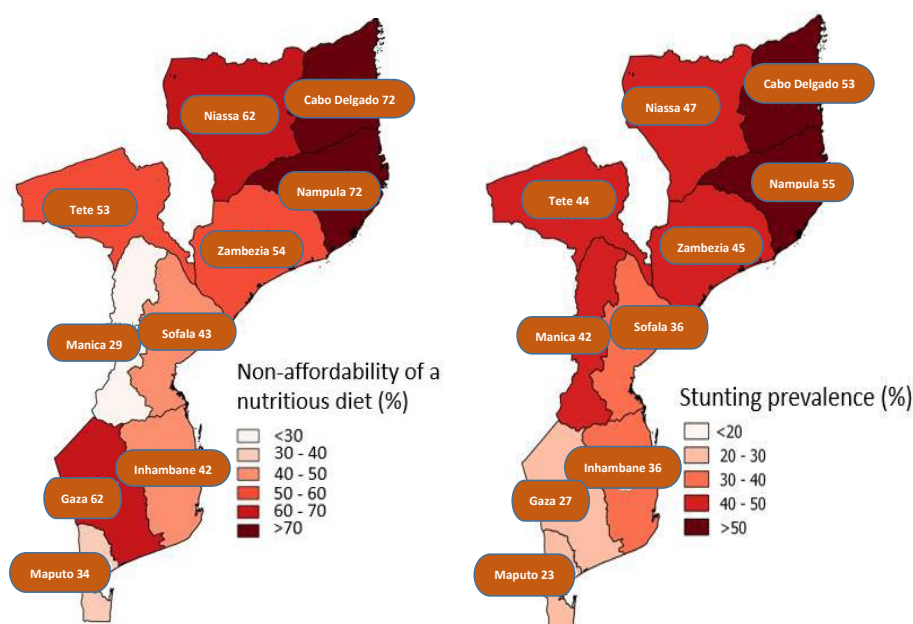 Cabo Delgado 72
Niassa 62
Nampula 72
Tete 53
Zambezia 54
Sofala 43
Manica 29
Inhambane 42
Gaza 62
Maputo 34
Non-affordability of a
nutritious diet (%)
<30
30 - 40
40 - 50
50 - 60
60 - 70
>70
Cabo Delgado 53
Niassa 47
Nampula 55
Tete 44
Zambezia 45
Sofala 36
Manica 42
Inhambane 36
Gaza 27
Maputo 23
Stunting prevalence (%)
<20
20 - 30
30 - 40
40 - 50
>50